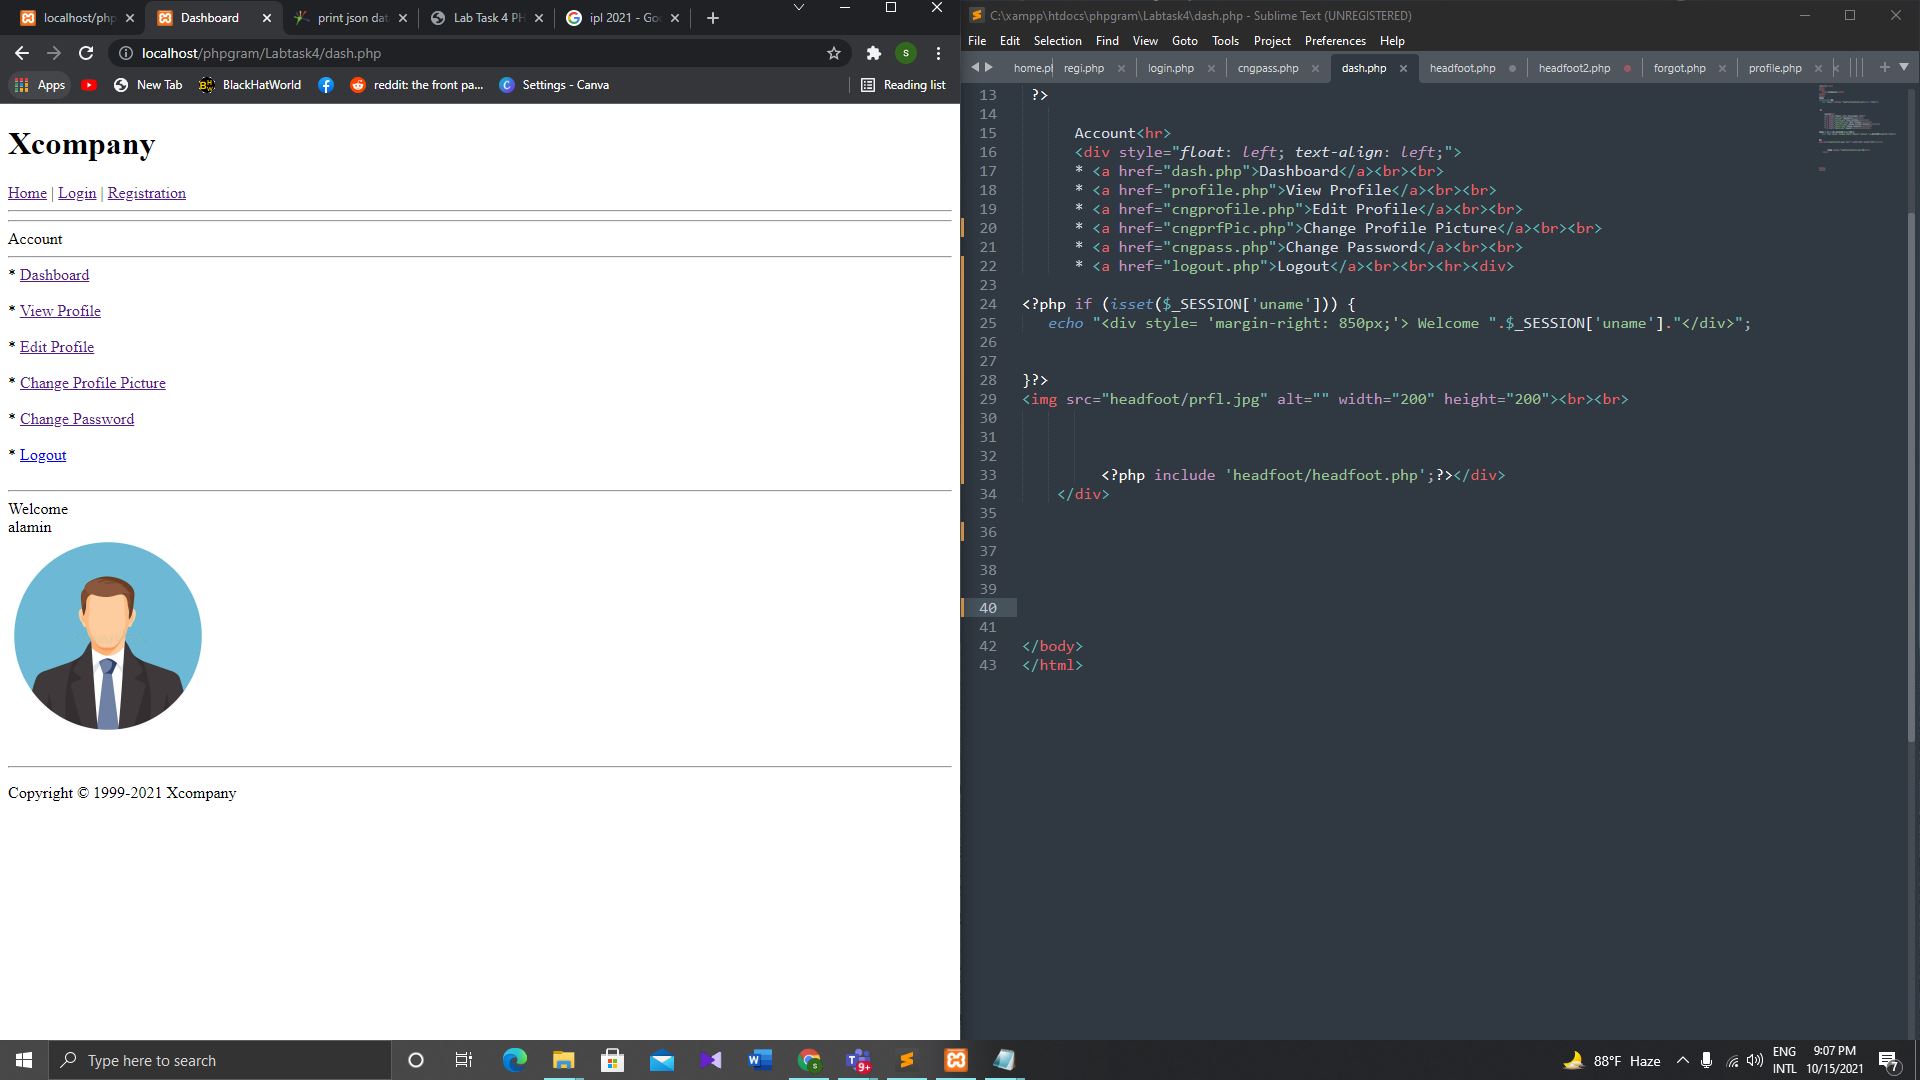 localhost/php
Dashboard
print json dat
Lab Task 4 PH
ipl 2021 - Goo
localhost/phpgram/Labtask4/dash.php
S
Apps
New Tab
BlackHatWorld
reddit: the front pa...
Settings - Canva
Reading list
Xcompany
Home | Login | Registration
Account
* Dashboard
* View Profile
* Edit Profile
* Change Profile Picture
* Change Password
* Logout
Welcome
alamin
Copyright © 1999-2021 Xcompany
C:\xampp\htdocs\phpgram\Labtask4\dash.php - Sublime Text (UNREGISTERED)
File Edit Selection Find View Goto Tools Project Preferences Help
home.pl regi.php login.php cngpass.php dash.php headfoot.php headfoot2.php forgot.php profile.php
13 ?>
14
15 Account<hr>
16 <div style="float: left; text-align: left;">
17 * <a href="dash.php">Dashboard</a><br><br>
18 * <a href="profile.php">View Profile</a><br><br>
19 * <a href="cngprofile.php">Edit Profile</a><br><br>
20 * <a href="cngprfPic.php">Change Profile Picture</a><br><br>
21 * <a href="cngpass.php">Change Password</a><br><br>
22 * <a href="logout.php">Logout</a><br><br><hr><div>
23
24 <?php if (isset($_SESSION['uname'])) {
25 echo "<div style= 'margin-right: 850px;'> Welcome ".$_SESSION['uname']."</div>";
26
27
28 }?>
29 <img src="headfoot/prfl.jpg" alt="" width="200" height="200"><br><br>
30
31
32
33 <?php include 'headfoot/headfoot.php';?></div>
34 </div>
35
36
37
38
39
40
41
42 </body>
43 </html>
Type here to search
9+
88°F Haze
ENG
INTL
9:07 PM
10/15/2021
7